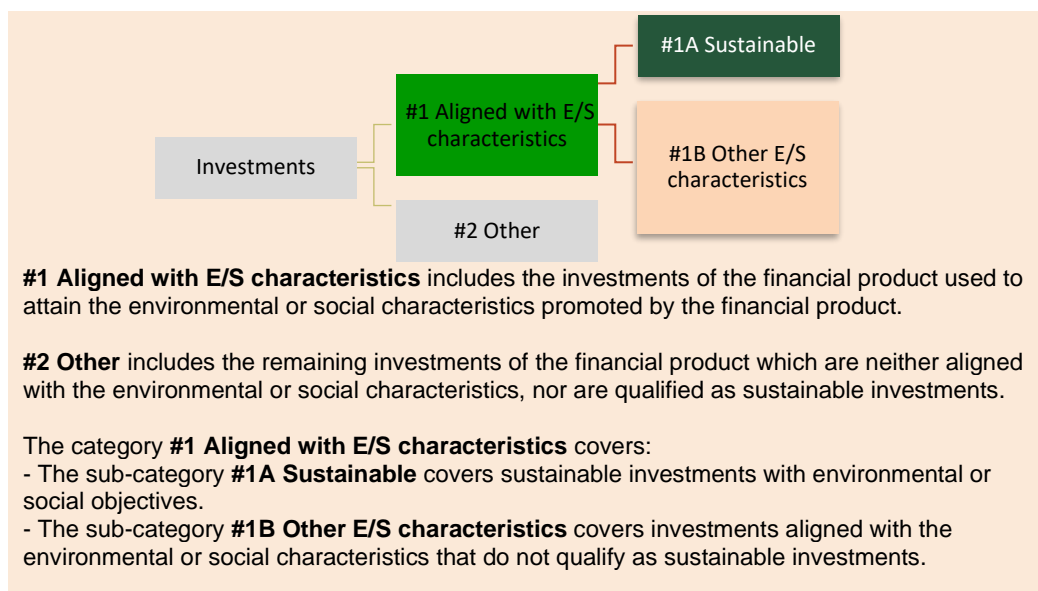 #1A Sustainable
#1 Aligned with E/S
characteristics
#1B Other E/S
characteristics
Investments
#2 Other
#1 Aligned with E/S characteristics includes the investments of the financial product used to
attain the environmental or social characteristics promoted by the financial product.
#2 Other includes the remaining investments of the financial product which are neither aligned
with the environmental or social characteristics, nor are qualified as sustainable investments.
The category #1 Aligned with E/S characteristics covers:
- The sub-category #1A Sustainable covers sustainable investments with environmental or
social objectives.
- The sub-category #1B Other E/S characteristics covers investments aligned with the
environmental or social characteristics that do not qualify as sustainable investments.